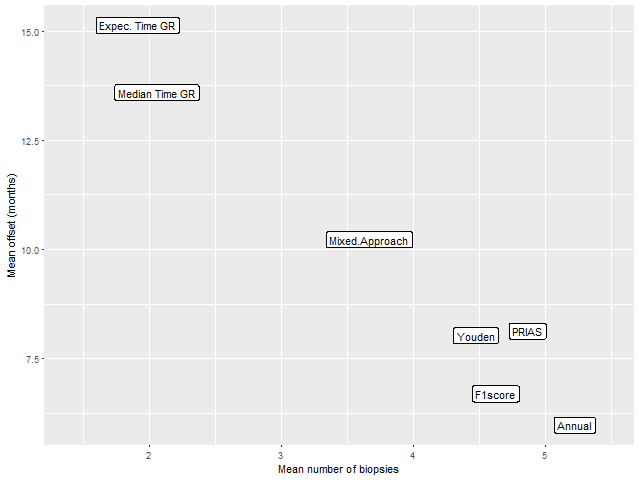 15.0
12.5
10.0
7.5
Mean offset (months)
Expec. Time GR
Median Time GR
Mixed.Approach
Youden
PRIAS
F1score
Annual
2
3
4
5
Mean number of biopsies